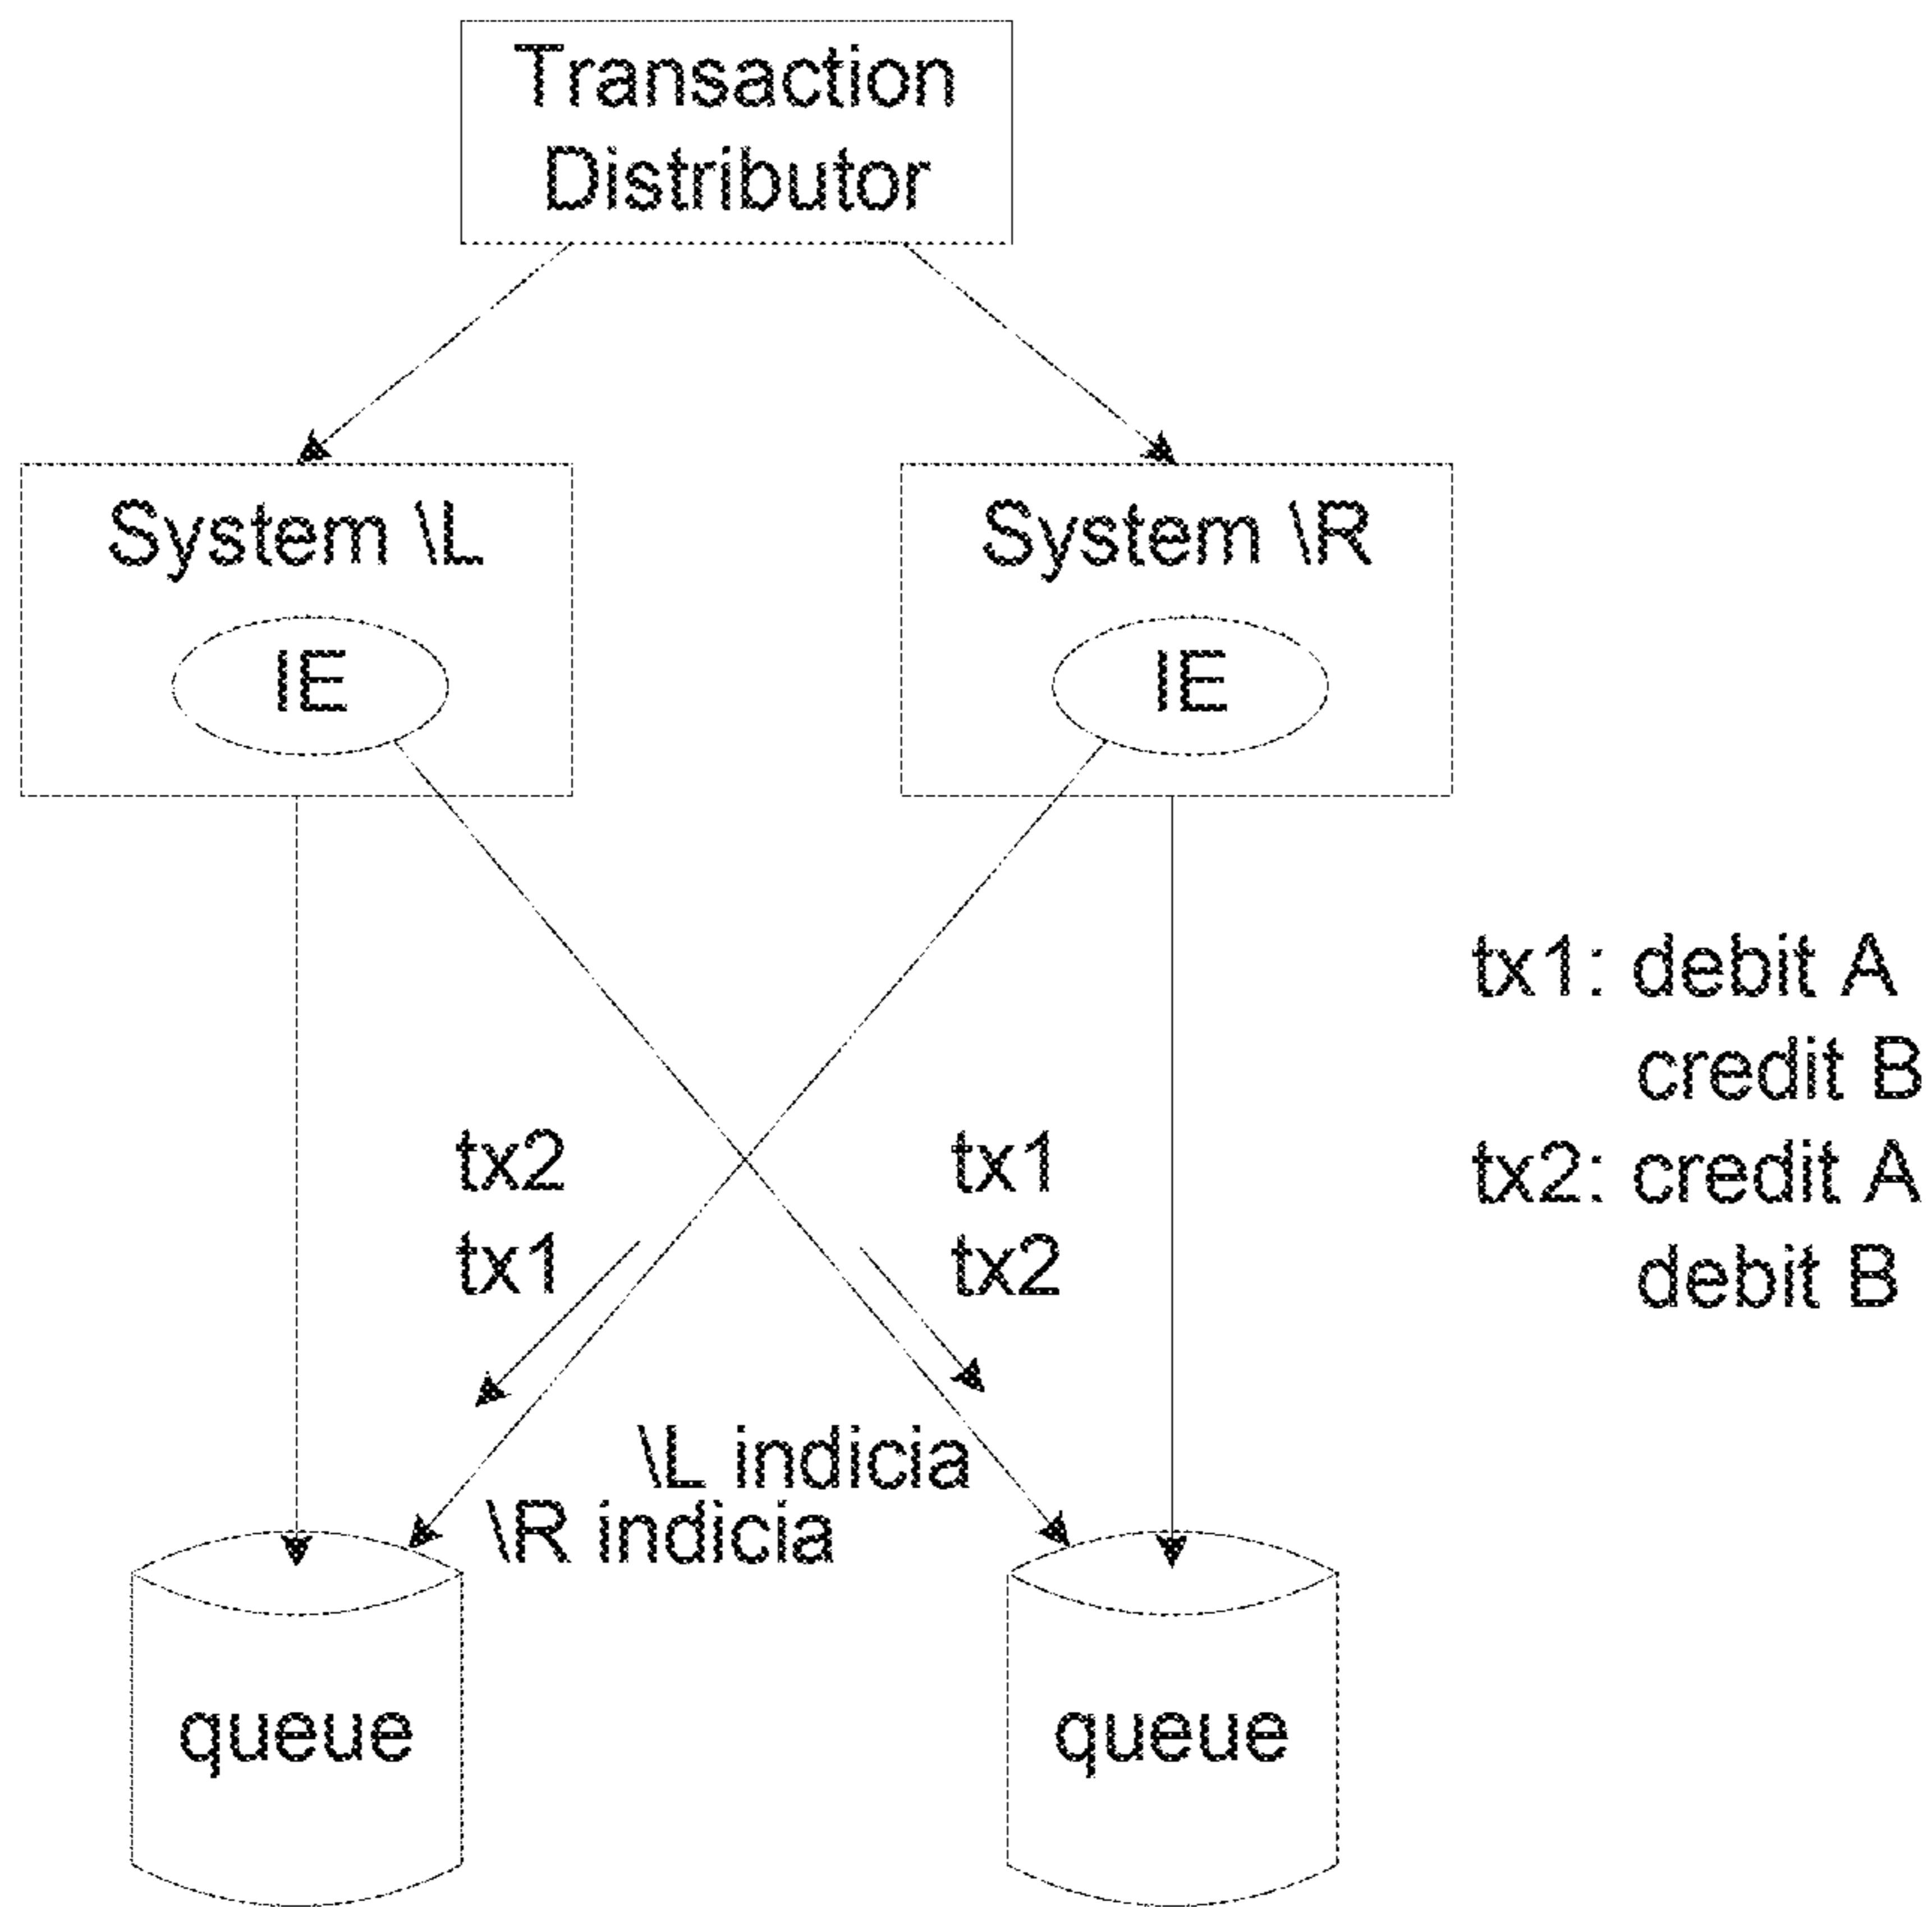 Transaction
Distributor
System \L
System \R
IE
IE
tx1: debit A
credit B
tx2: credit A
debit B
tx2
tx1
tx1
tx2
\L indicia
\R indicia
queue
queue